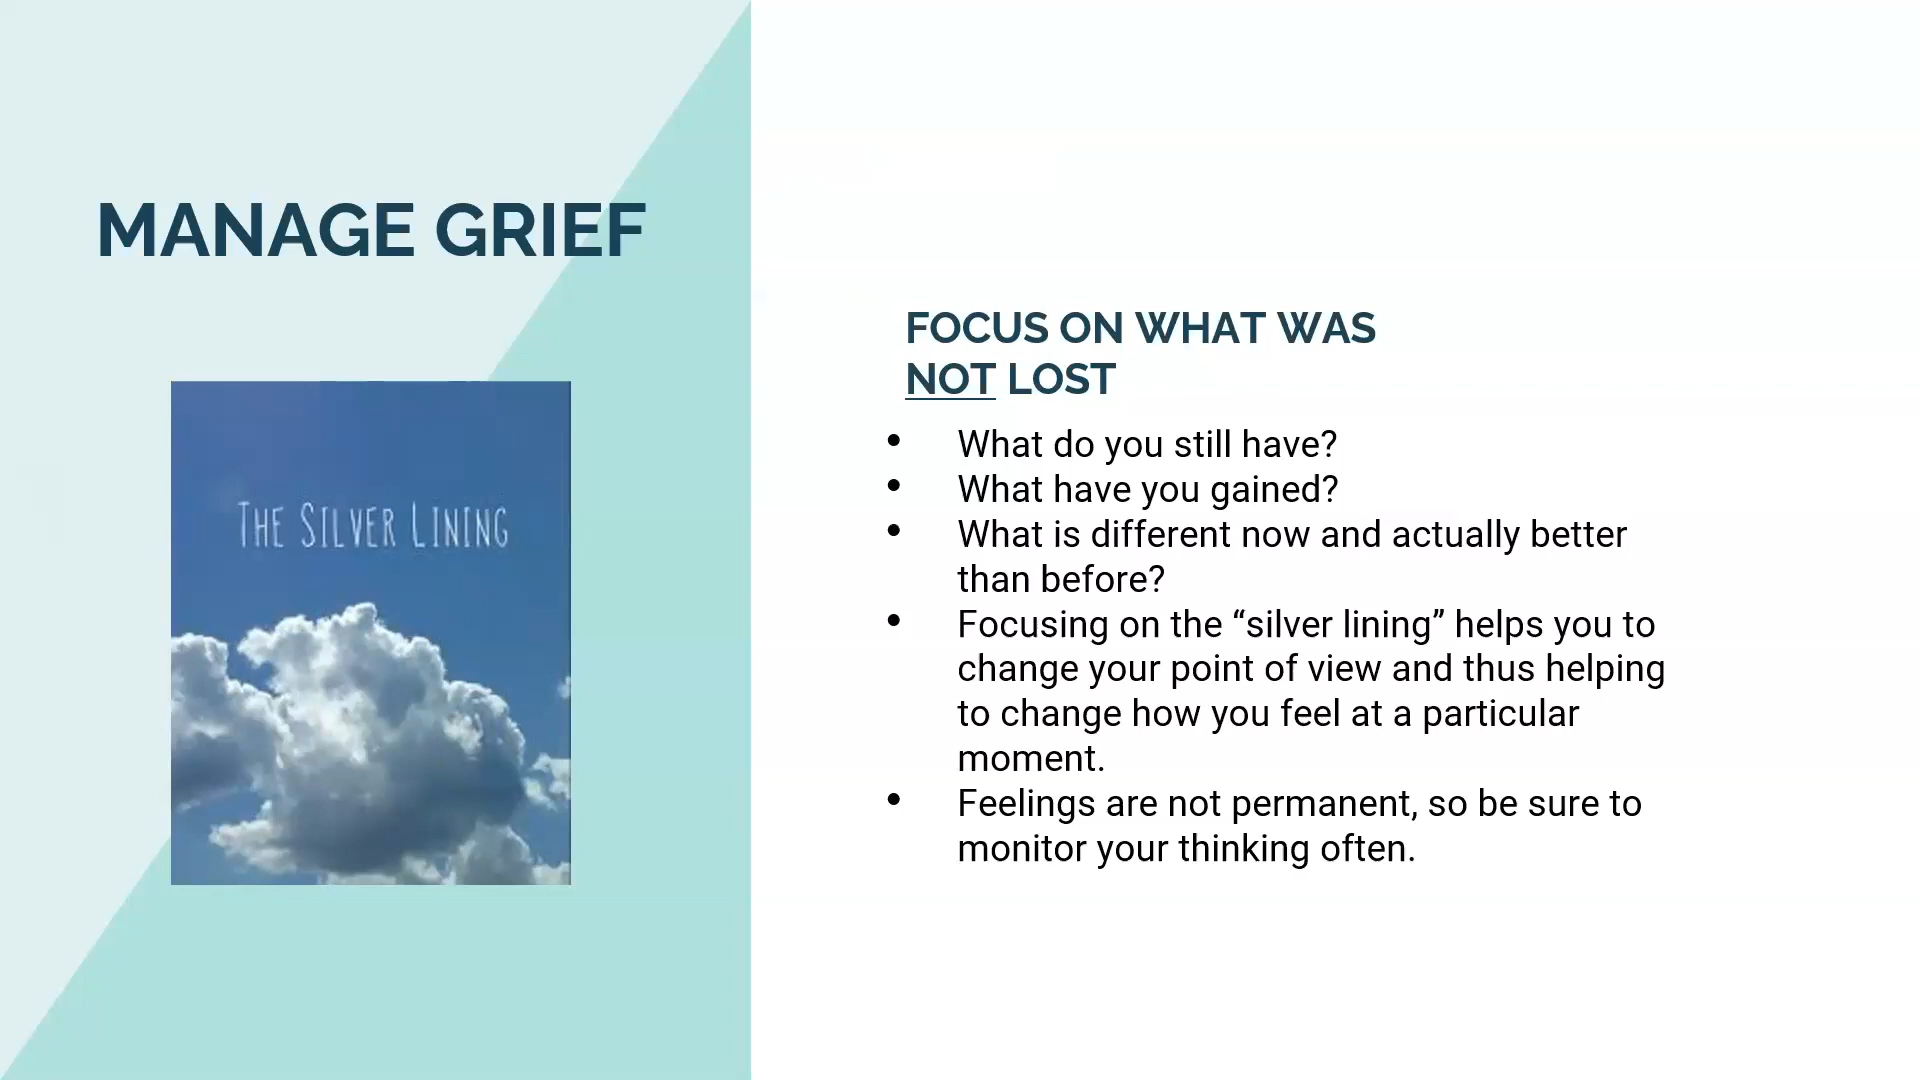 MANAGE GRIEF
THE SILVER LINING
FOCUS ON WHAT WAS
NOT LOST
• What do you still have?
• What have you gained?
• What is different now and actually better
than before?
• Focusing on the “silver lining” helps you to
change your point of view and thus helping
to change how you feel at a particular
moment.
• Feelings are not permanent, so be sure to
monitor your thinking often.